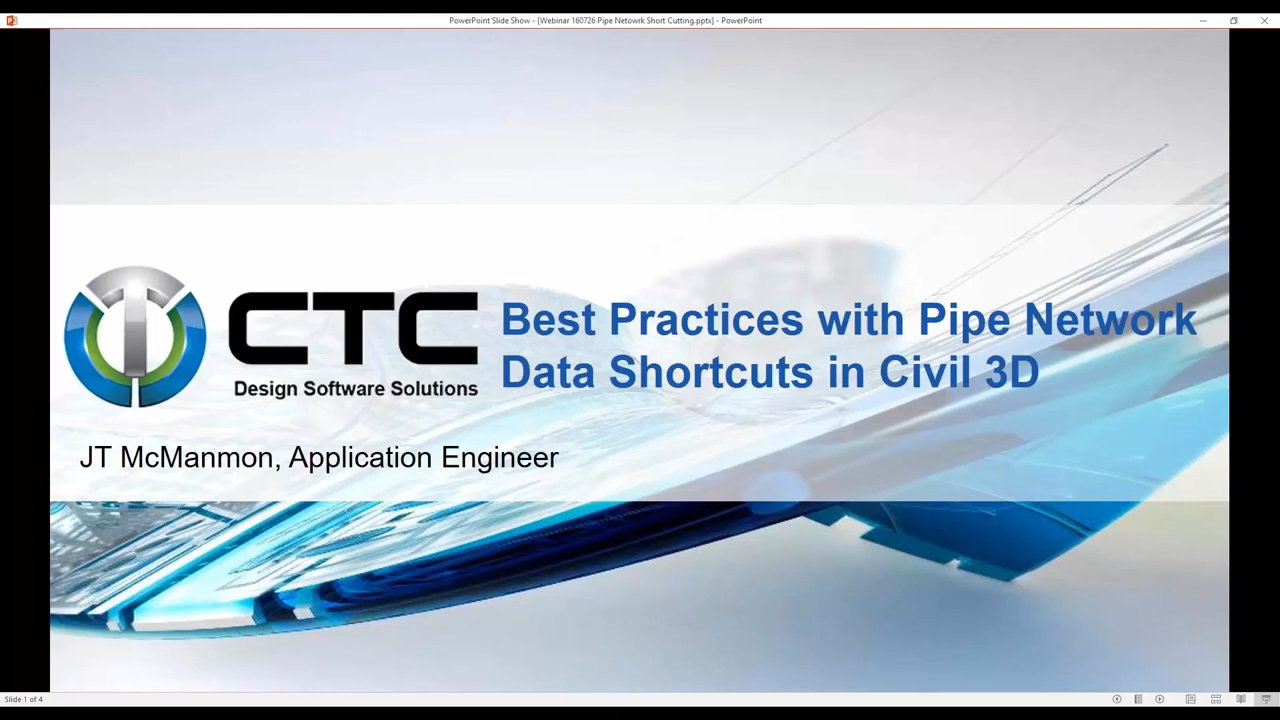 PowerPoint Slide Show - [Webinar 160726 Pipe Netowrk Short Cutting.pptx] - PowerPoint
CTC
Design Software Solutions
Best Practices with Pipe Network
Data Shortcuts in Civil 3D
JT McManmon, Application Engineer
Slide 1 of 4